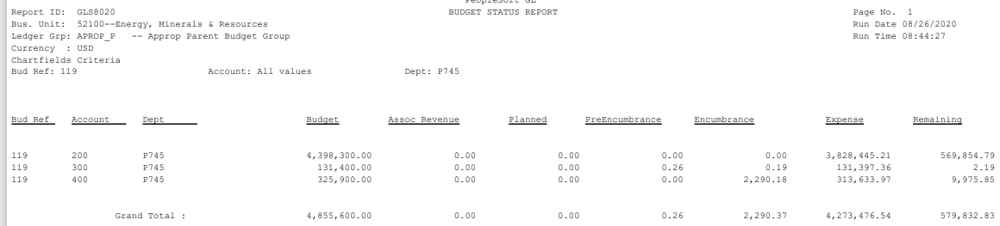 PeopleSoft GL
Report ID: GLS8020 BUDGET STATUS REPORT Page No. 1
Bus. Unit: 52100--Energy, Minerals & Resources Run Date 08/26/2020
Ledger Grp: APROP_P -- Approp Parent Budget Group Run Time 08:44:27
Currency : USD
Chartfields Criteria
Bud Ref: 119 Account: All values Dept: P745
Bud Ref Account Dept Budget Assoc Revenue Planned PreEncumbrance Encumbrance Expense Remaining
119 200 P745 4,398,300.00 0.00 0.00 0.00 0.00 3,828,445.21 569,854.79
119 300 P745 131,400.00 0.00 0.00 0.26 0.19 131,397.36 2.19
119 400 P745 325,900.00 0.00 0.00 0.00 2,290.18 313,633.97 9,975.85
Grand Total : 4,855,600.00 0.00 0.00 0.26 2,290.37 4,273,476.54 579,832.83